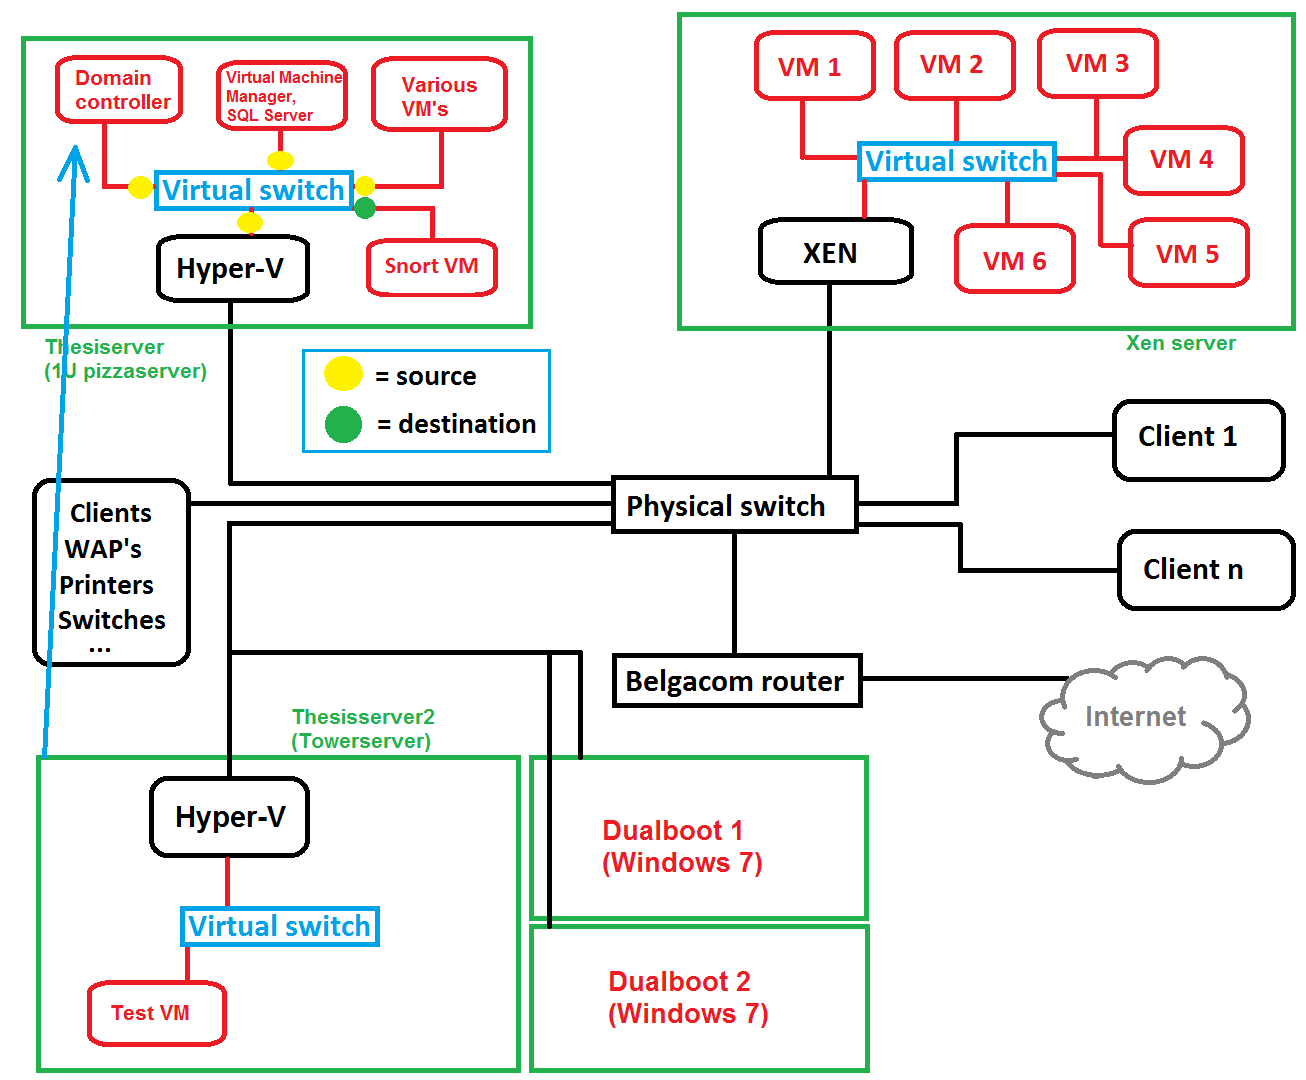 Domain
controller
Virtual Machine
Manager,
SQL Server
Various
VM's
Virtual switch
Hyper-V
Snort VM
Thesiserver
(1U pizzaserver)
VM 1
VM 2
VM 3
Virtual switch
VM 4
XEN
VM 6
VM 5
Xen server
= source
= destination
Client 1
Clients
WAP's
Printers
Switches
...
Physical switch
Client n
Belgacom router
Internet
Thesisserver2
(Towerserver)
Hyper-V
Virtual switch
Test VM
Dualboot 1
(Windows 7)
Dualboot 2
(Windows 7)